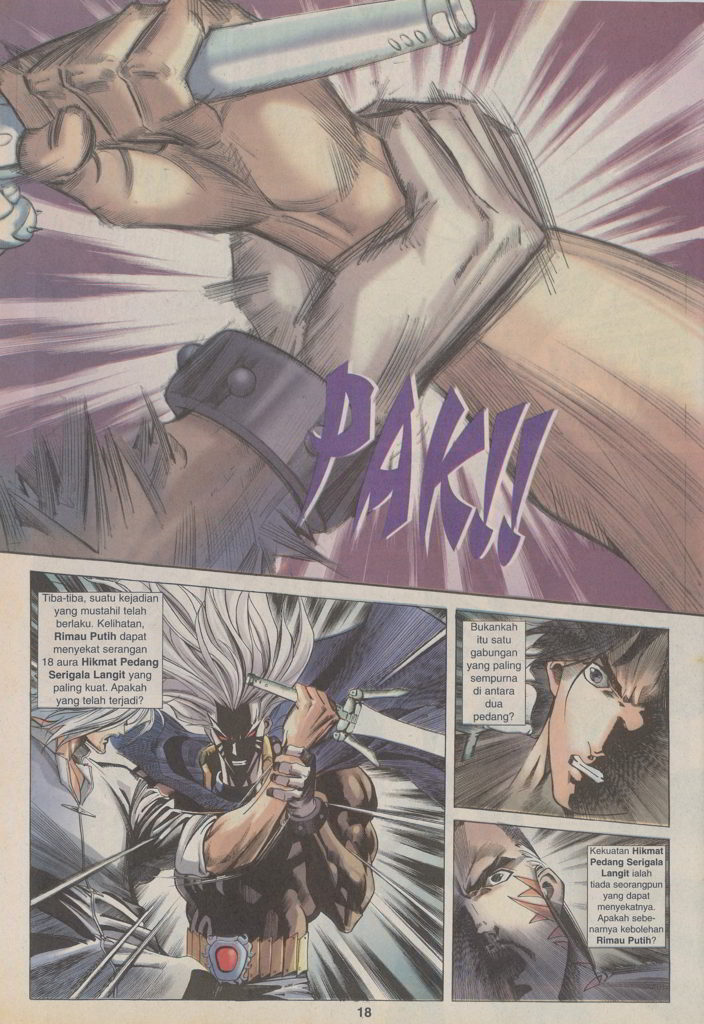 PAK!!
Tiba-tiba, suatu kejadian
yang mustahil telah
berlaku. Kelihatan,
Rimau Putih dapat
menyekat serangan
18 aura Hikmat Pedang
Serigala Langit yang
paling kuat. Apakah
yang telah terjadi?
Bukankah
itu satu
gabungan
yang paling
sempurna
di antara
dua
pedang?
Kekuatan Hikmat
Pedang Serigala
Langit ialah
tiada seorangpun
yang dapat
menyekatnya.
Apakah sebe-
narnya kebolehan
Rimau Putih?
18